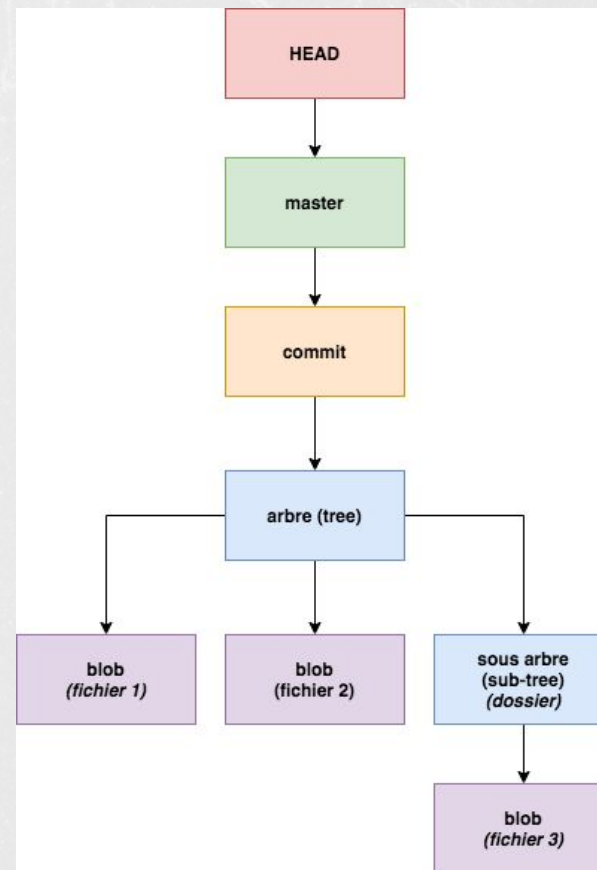 HEAD
master
commit
arbre (tree)
blob
(fichier 1)
blob
(fichier 2)
sous arbre
(sub-tree)
(dossier)
blob
(fichier 3)